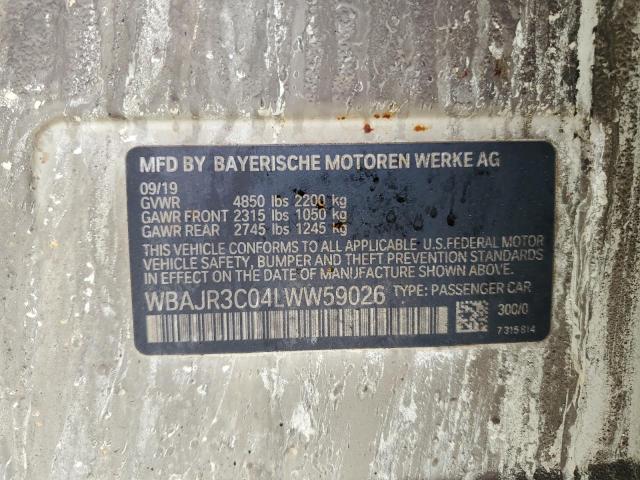 MFD BY BAYERISCHE MOTOREN WERKE AG
09/19
GVWR 4850 lbs 2200 kg
GAWR FRONT 2315 lbs 1050 kg
GAWR REAR 2745 lbs 1245 kg
THIS VEHICLE CONFORMS TO ALL APPLICABLE U.S.FEDERAL MOTOR
VEHICLE SAFETY, BUMPER, AND THEFT PREVENTION STANDARDS
IN EFFECT ON THE DATE OF MANUFACTURE SHOWN ABOVE.
WBAJR3C04LWW59026 TYPE: PASSENGER CAR
300/0
7315814